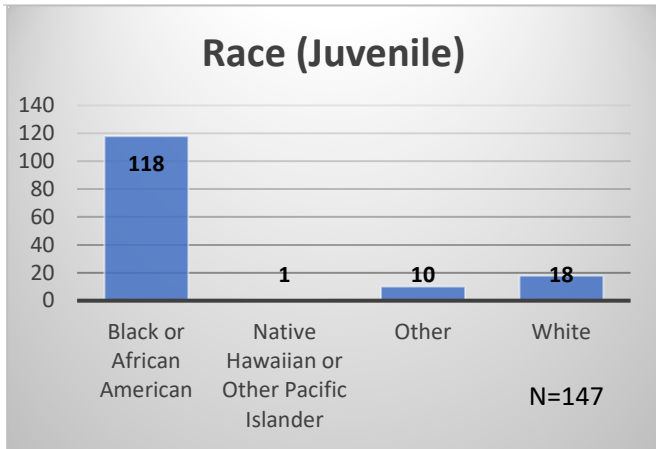 Race (Juvenile)
140
120
100
80
60
40
20
0
118
1
10
18
Black or
African
American
Native
Hawaiian or
Other Pacific
Islander
Other
White
N=147